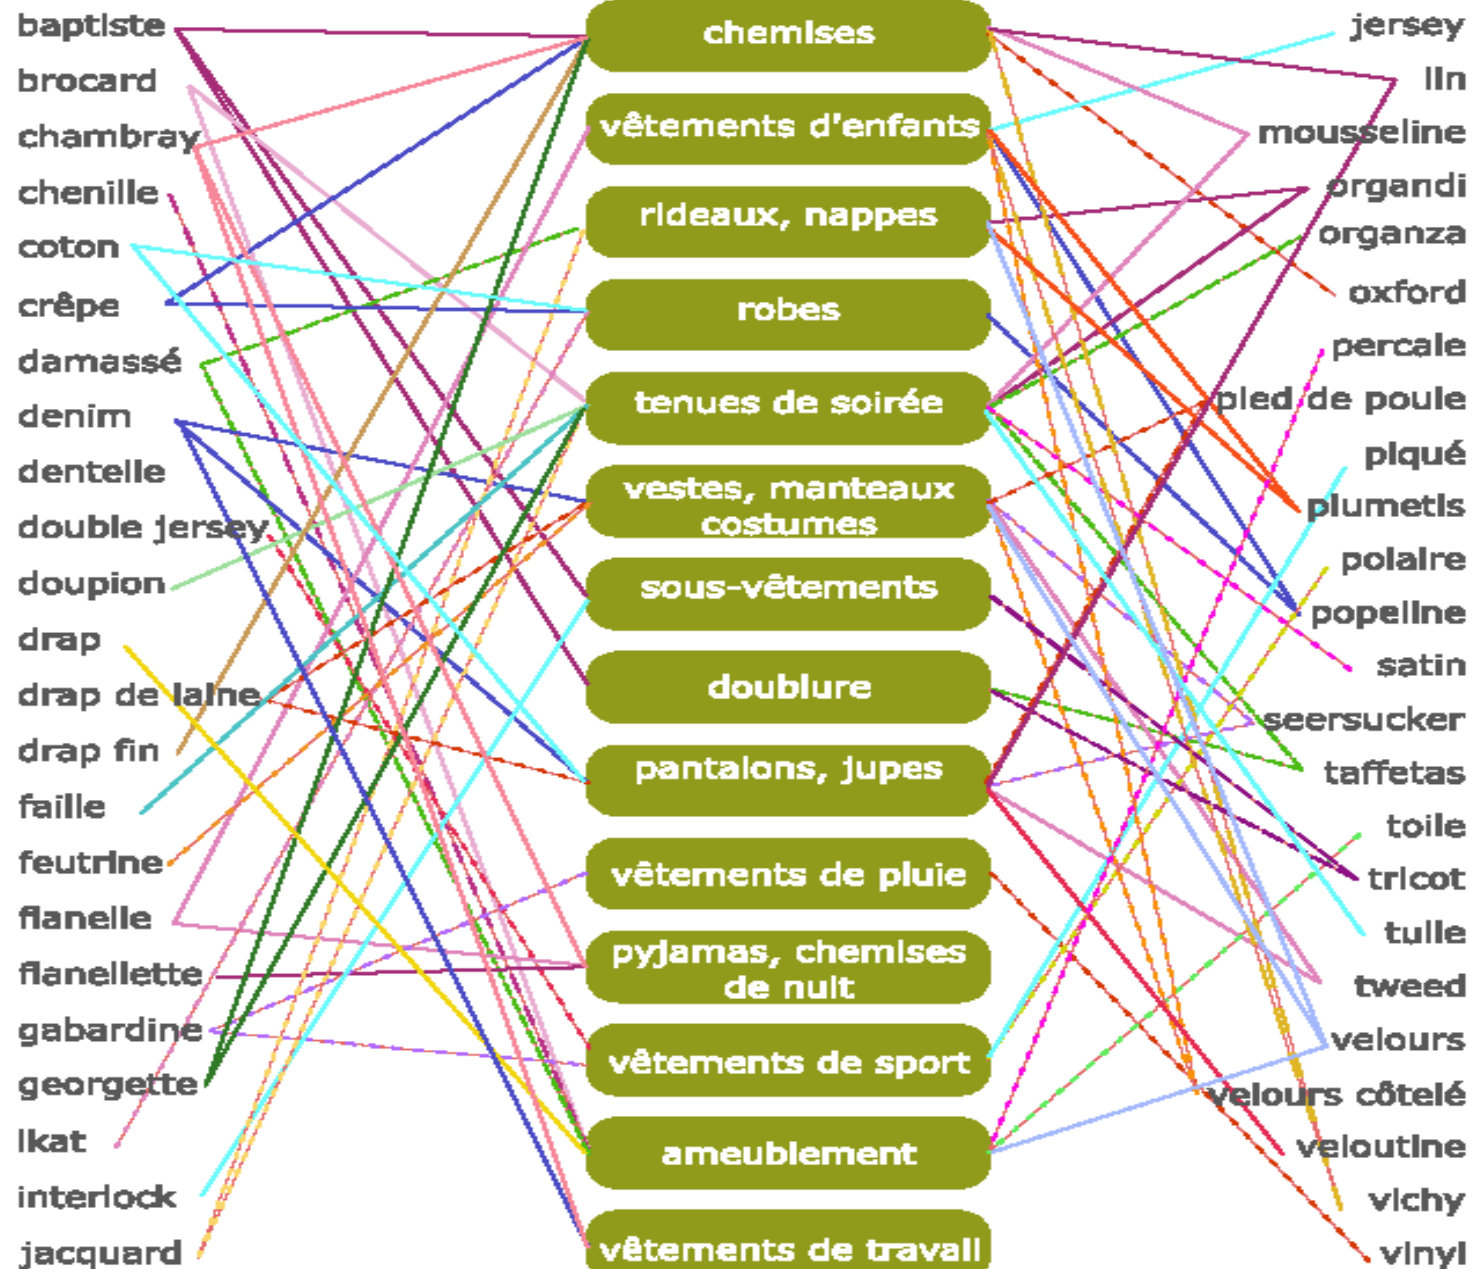 baptiste
brocard
chambray
chenille
coton
crêpe
damassé
denim
dentelle
double jersey
doupion
drap
drap de laine
drap fin
faille
feutrine
flanelle
flanellette
gabardine
georgette
ikat
interlock
jacquard
chemises
vêtements d'enfants
rideaux, nappes
robes
tenues de soirée
vestes, manteaux
costumes
sous-vêtements
doublure
pantalons, jupes
vêtements de pluie
pyjamas, chemises
de nuit
vêtements de sport
ameublement
vêtements de travail
jersey
lin
mousseline
organdi
organza
oxford
percale
pied de poule
piqué
plumetis
polaire
popeline
satin
seersucker
taffetas
toile
tricot
tulle
tweed
velours
velours côtelé
veloutine
vichy
vinyl